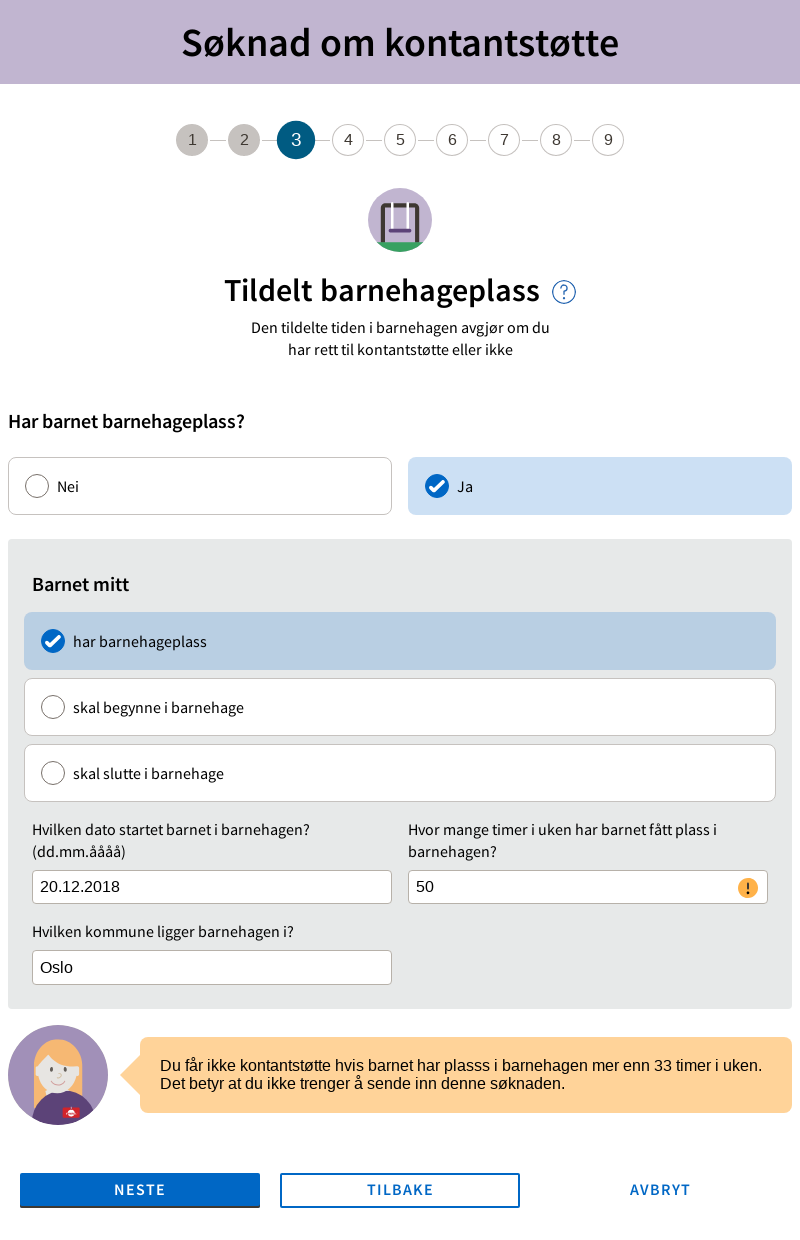 Søknad om kontantstøtte
1 2 3 4 5 6 7 8 9
Tildelt barnehageplass ?
Den tildelte tiden i barnehagen avgjør om du
har rett til kontantstøtte eller ikke
Har barnet barnehageplass?
Nei
Ja
Barnet mitt
har barnehageplass
skal begynne i barnehage
skal slutte i barnehage
Hvilken dato startet barnet i barnehagen?
(dd.mm.åååå)
20.12.2018
Hvor mange timer i uken har barnet fått plass i
barnehagen?
50 !
Hvilken kommune ligger barnehagen i?
Oslo
Du får ikke kontantstøtte hvis barnet har plasss i barnehagen mer enn 33 timer i uken.
Det betyr at du ikke trenger å sende inn denne søknaden.
NESTE
TILBAKE
AVBRYT